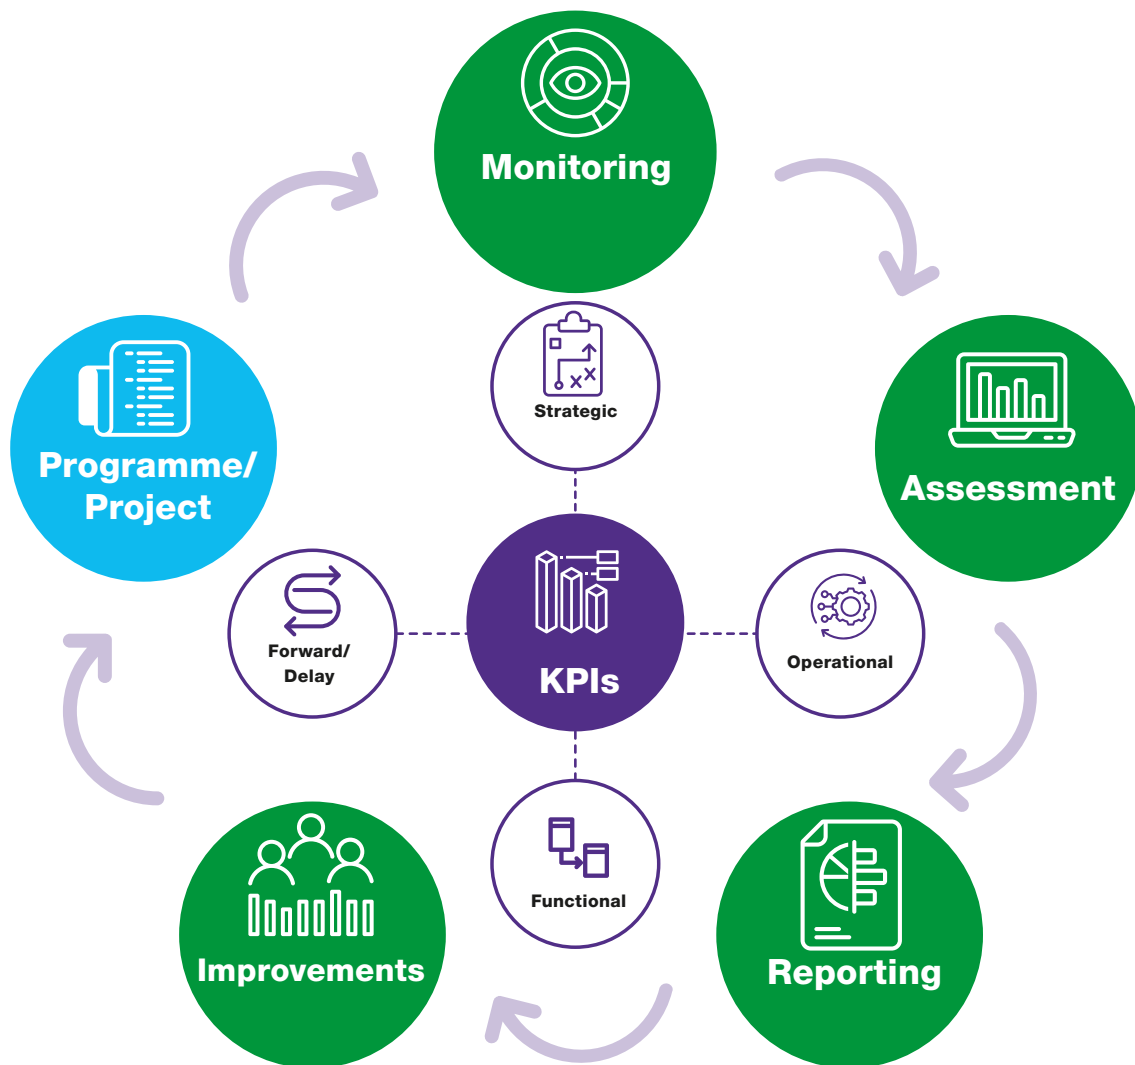 Monitoring
Strategic
Programme/
Project
Assessment
Forward/
Delay
KPIs
Operational
Functional
Improvements
Reporting